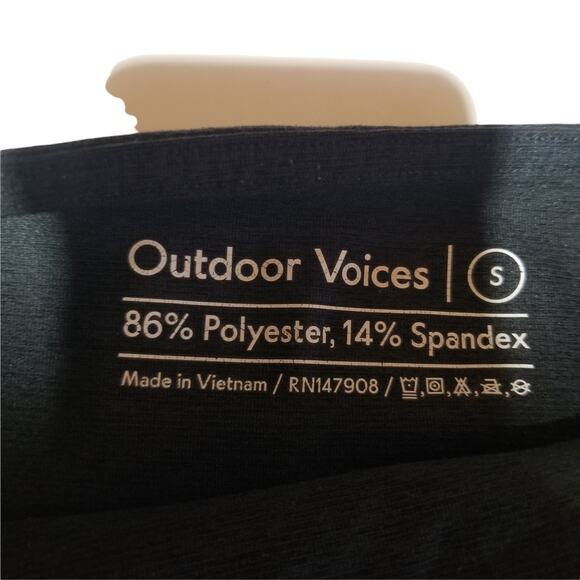 Outdoor Voices | S
86% Polyester, 14% Spandex
Made in Vietnam / RN147908 /